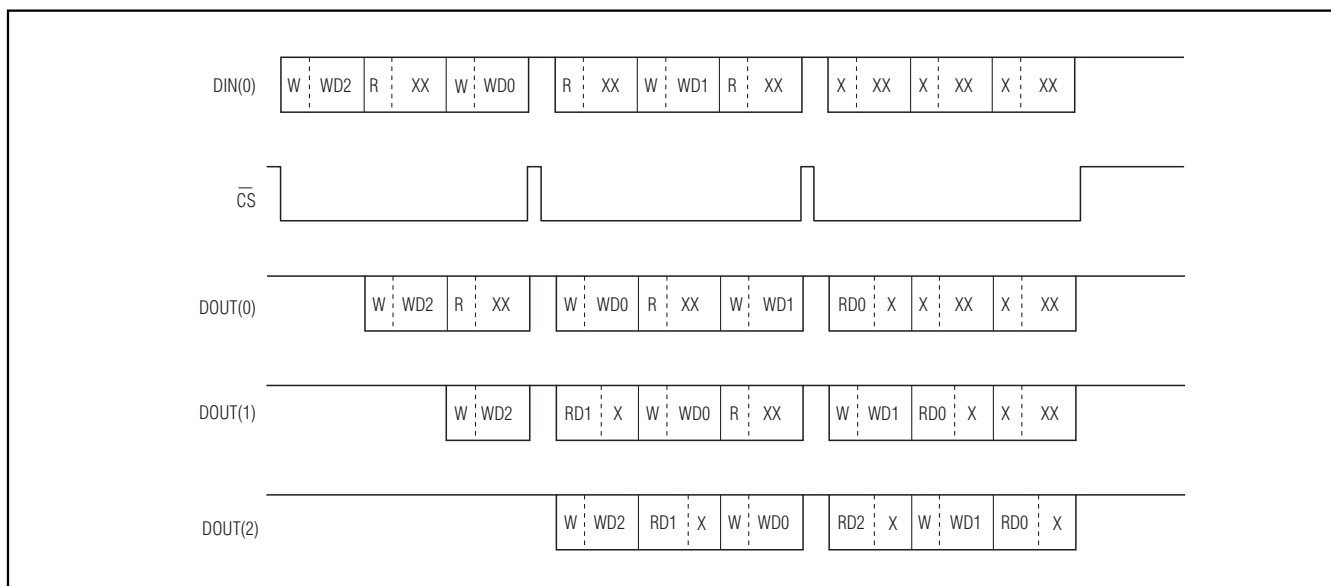 DIN(0) W WD2 R XX W WD0 R XX W WD1 R XX X XX X XX X XX
C̅S̅
DOUT(0) W WD2 R XX W WD0 R XX W WD1 RD0 X X XX X XX
DOUT(1) W WD2 RD1 X W WD0 R XX W WD1 RD0 X X XX
DOUT(2) W WD2 RD1 X W WD0 RD2 X W WD1 RD0 X